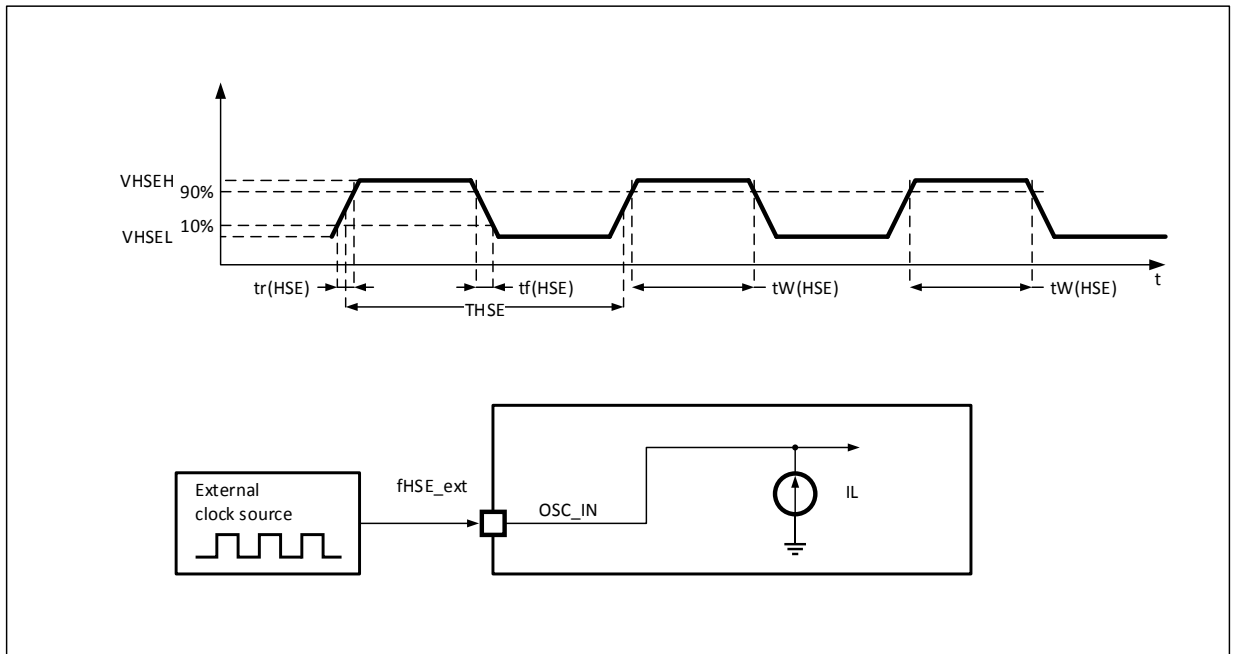 VHSEH
90%
10%
VHSEL
t
tr(HSE)
tf(HSE)
tW(HSE)
tW(HSE)
THSE
External
clock source
fHSE_ext
OSC_IN
IL